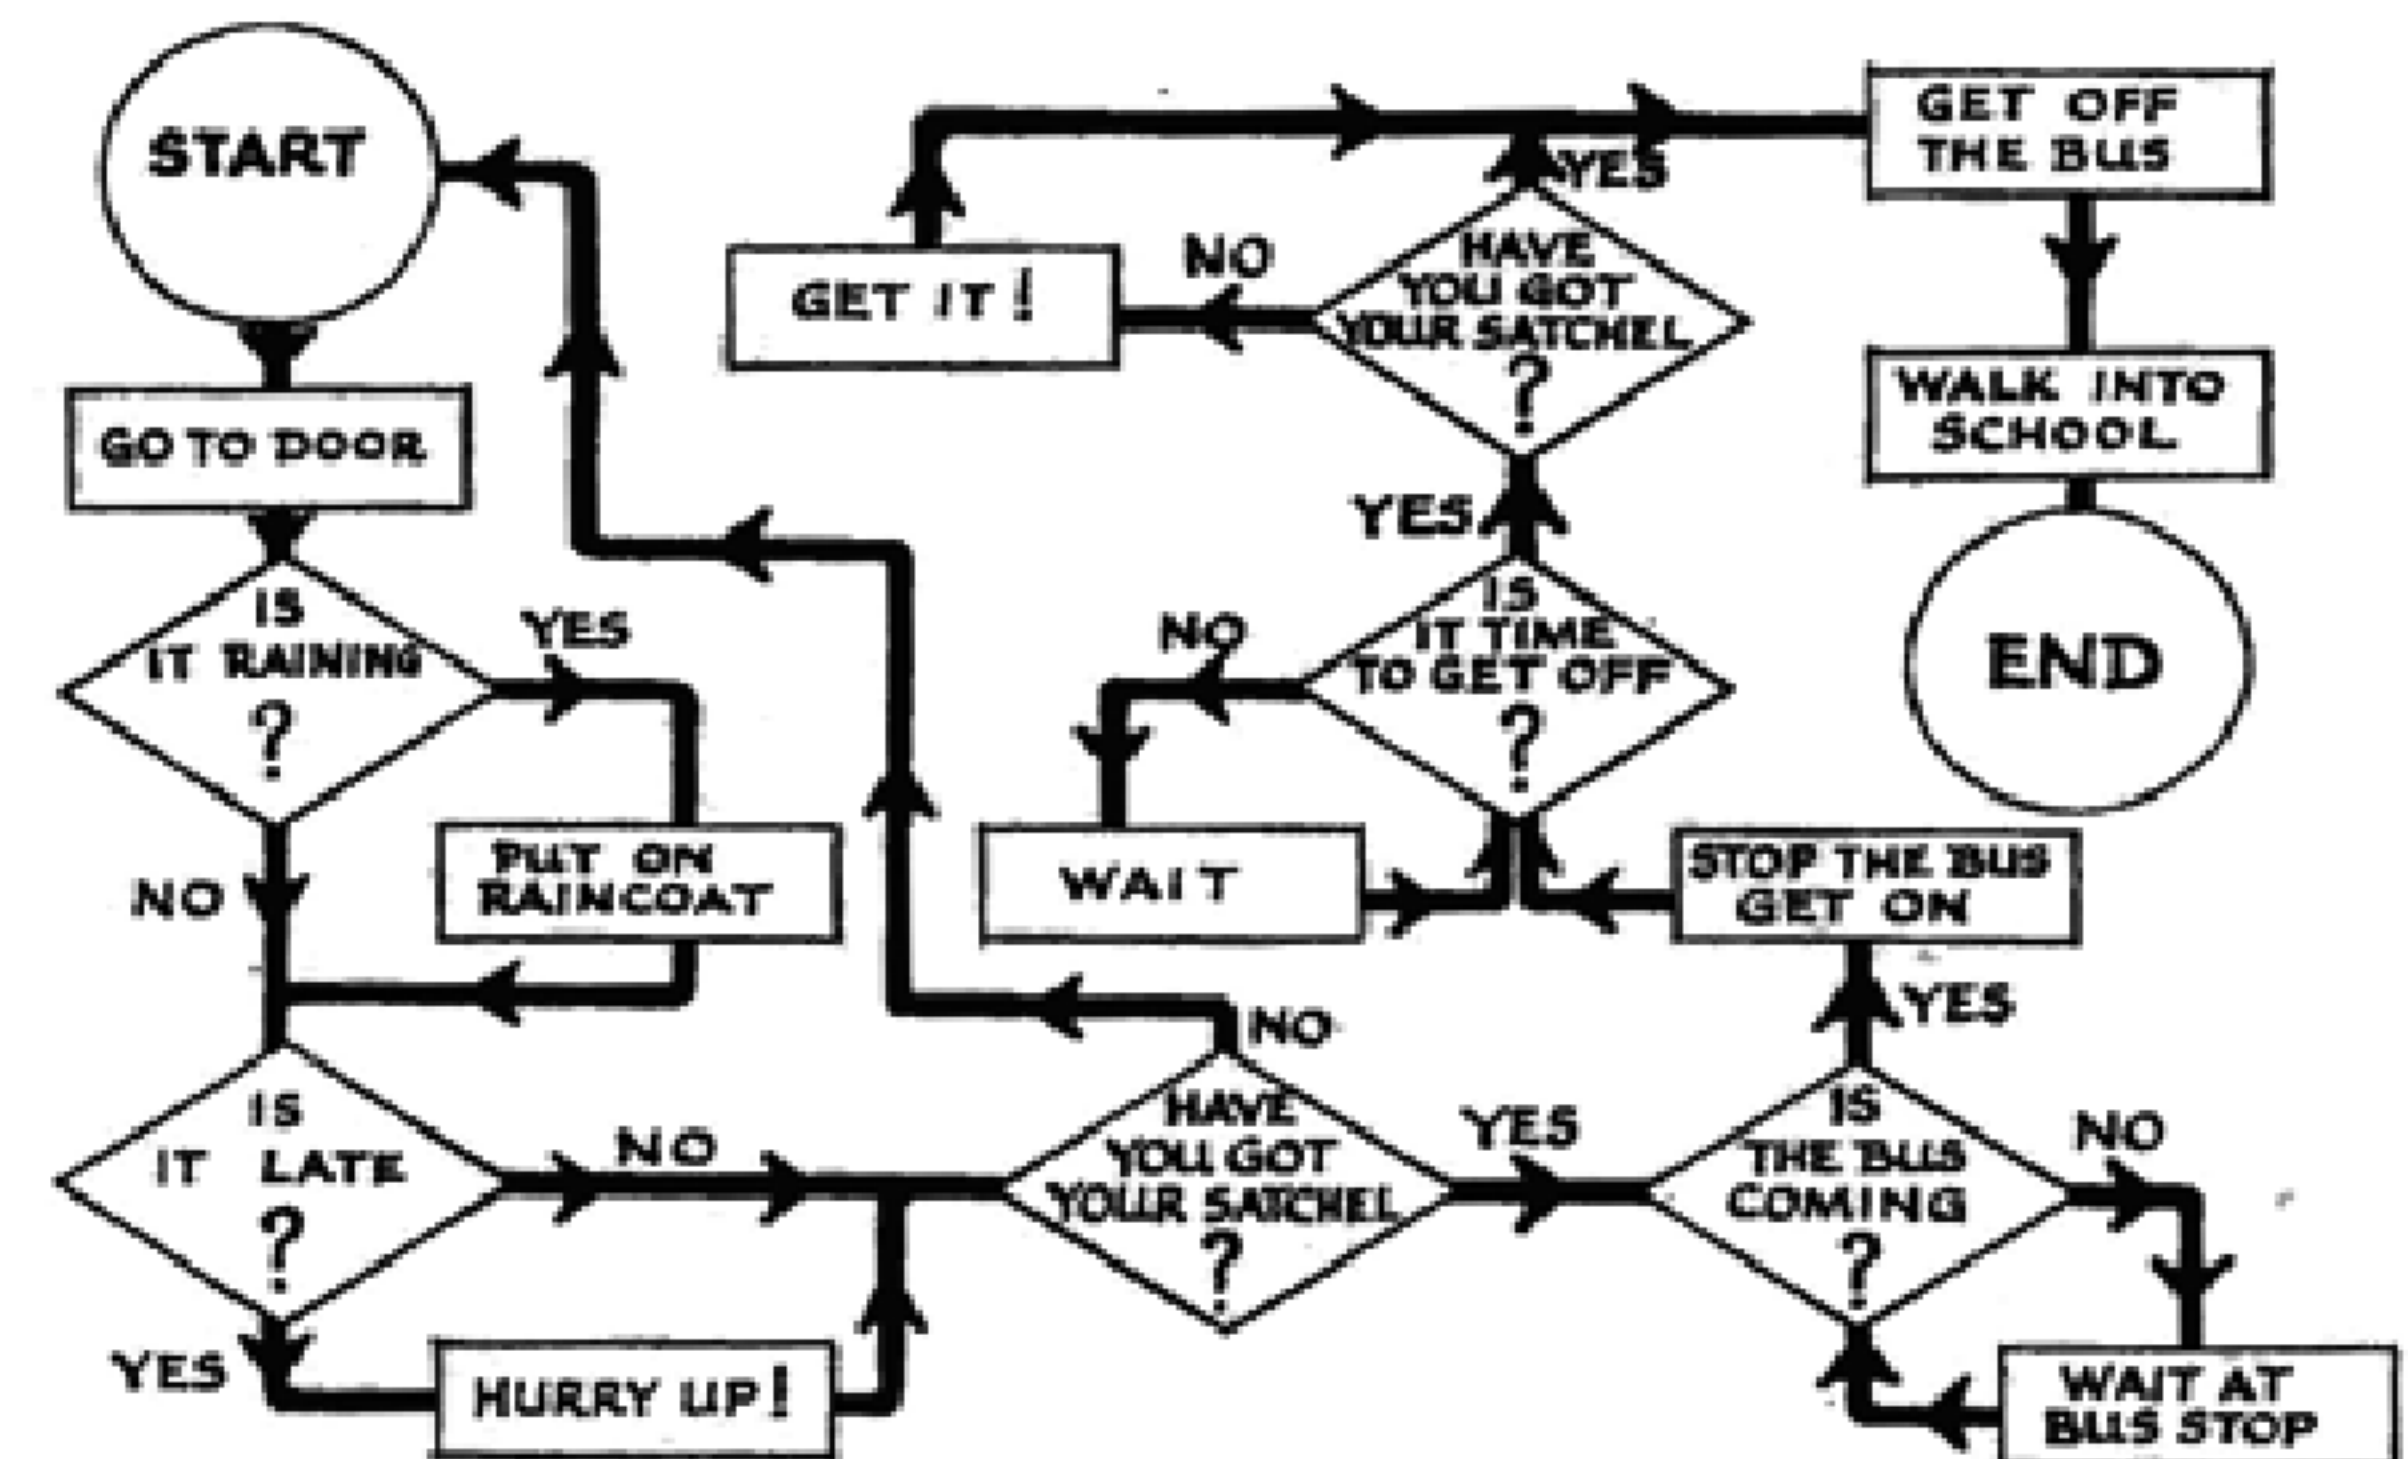 START
GO TO DOOR
IS
IT RAINING
?
YES
PUT ON
RAINCOAT
NO
IS
IT LATE
?
NO
YES
HURRY UP!
HAVE
YOU GOT
YOUR SATCHEL
?
NO
YES
IS
THE BUS
COMING
?
NO
WAIT AT
BUS STOP
YES
STOP THE BUS
GET ON
IS
IT TIME
TO GET OFF
?
NO
WAIT
YES
HAVE
YOU GOT
YOUR SATCHEL
?
NO
GET IT!
YES
GET OFF
THE BUS
WALK INTO
SCHOOL
END